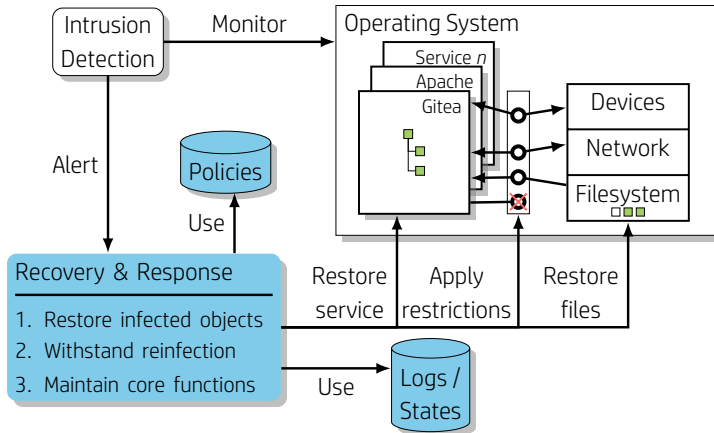 Intrusion
Detection
Monitor
Operating System
Service n
Apache
Gitea
Devices
Network
Filesystem
Alert
Policies
Use
Recovery & Response
1. Restore infected objects
2. Withstand reinfection
3. Maintain core functions
Restore
service
Apply
restrictions
Restore
files
Use
Logs /
States